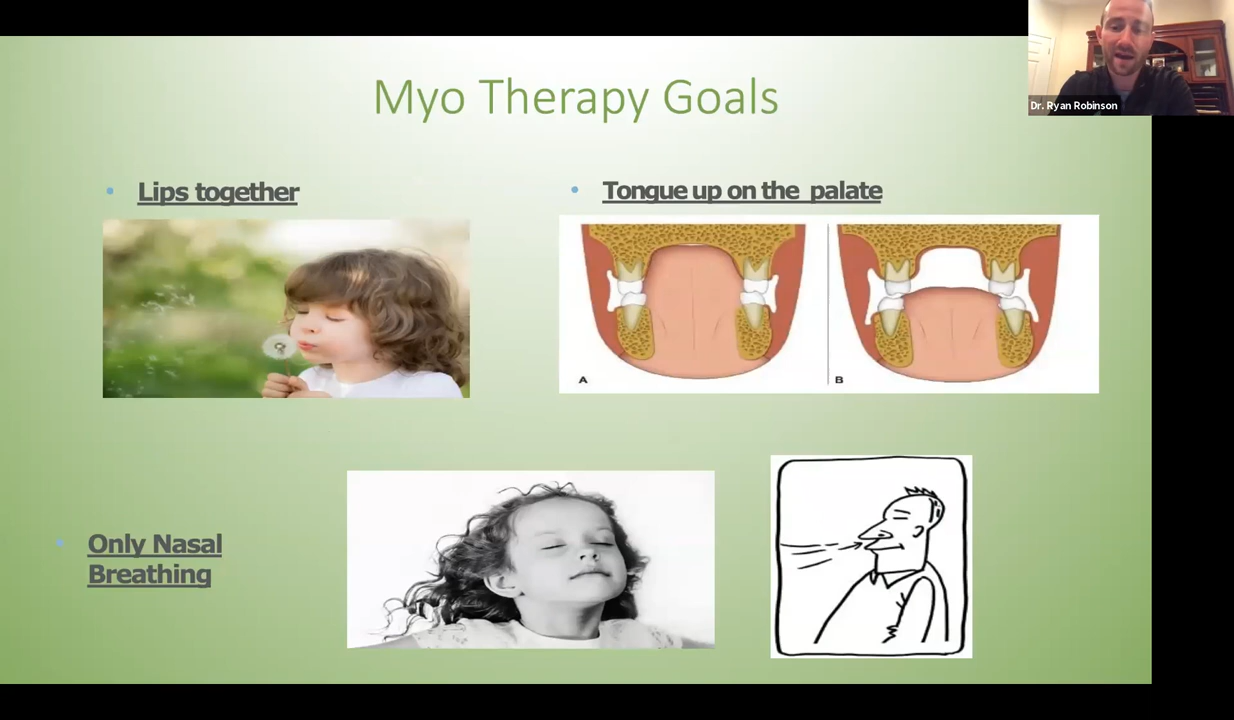 Myo Therapy Goals
Dr. Ryan Robinson
• Lips together
• Tongue up on the palate
A
B
• Only Nasal
Breathing